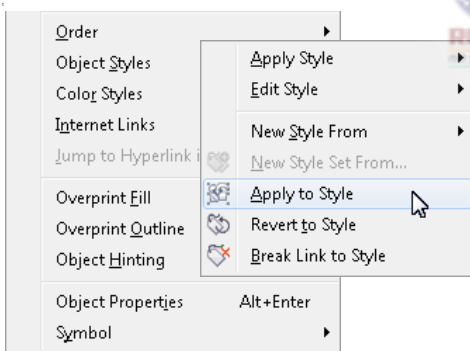 Order
Object Styles
Color Styles
Internet Links
Jump to Hyperlink i
Overprint Fill
Overprint Outline
Object Hinting
Object Properties Alt+Enter
Symbol
Apply Style
Edit Style
New Style From
New Style Set From...
Apply to Style
Revert to Style
Break Link to Style